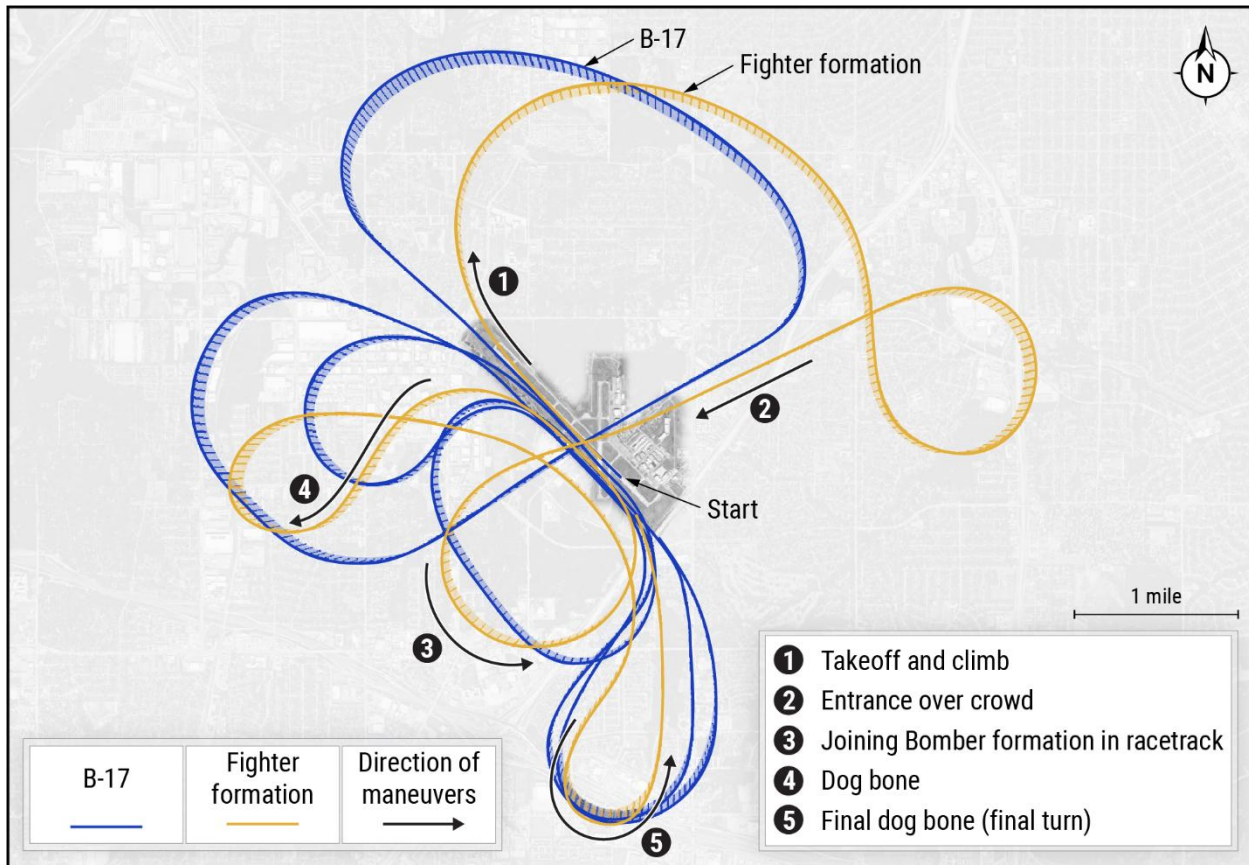 B-17
Fighter formation
N
1
2
Start
4
3
5
1 mile
1 Takeoff and climb
2 Entrance over crowd
3 Joining Bomber formation in racetrack
4 Dog bone
5 Final dog bone (final turn)
B-17
Fighter
formation
Direction of
maneuvers